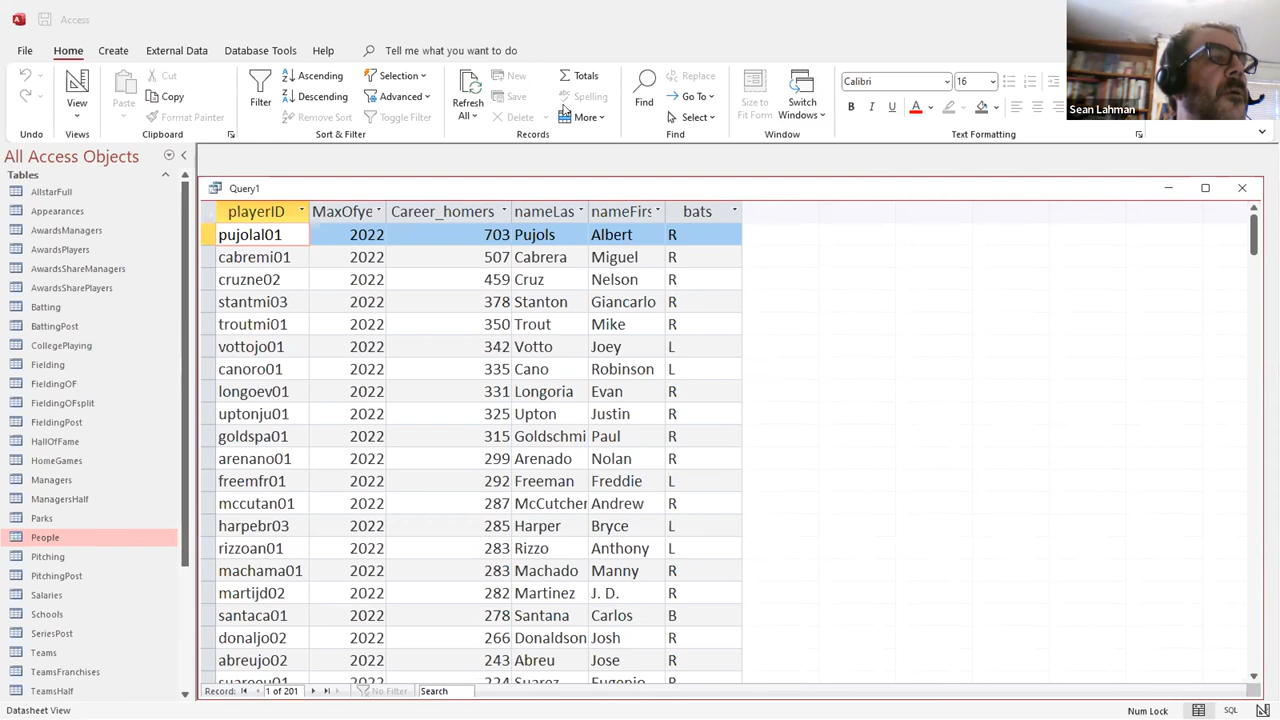 Access
File Home Create External Data Database Tools Help Tell me what you want to do
Cut Ascending Selection New Totals Replace Calibri 16
Copy Advanced Save Spelling Go To
View Paste Filter Refresh Find Size to Switch
Format Painter All Delete More Select Fit Form Windows B I U A
Undo Views Clipboard Sort & Filter Records Find Window Text Formatting
Sean Lahman
All Access Objects
Tables
AllstarFull
Appearances
AwardsManagers
AwardsPlayers
AwardsShareManagers
AwardsSharePlayers
Batting
BattingPost
CollegePlaying
Fielding
FieldingOF
FieldingOFsplit
FieldingPost
HallOfFame
HomeGames
Managers
ManagersHalf
Parks
People
Pitching
PitchingPost
Salaries
Schools
SeriesPost
Teams
TeamsFranchises
TeamsHalf
Query1
playerID MaxOfye Career_homers nameLas nameFirs bats
pujolal01 2022 703 Pujols Albert R
cabremi01 2022 507 Cabrera Miguel R
cruzne02 2022 459 Cruz Nelson R
stantmi03 2022 378 Stanton Giancarlo R
troutmi01 2022 350 Trout Mike R
vottojo01 2022 342 Votto Joey L
canoro01 2022 335 Cano Robinson L
longoev01 2022 331 Longoria Evan R
uptonju01 2022 325 Upton Justin R
goldspa01 2022 315 Goldschmi Paul R
arenano01 2022 299 Arenado Nolan R
freemfr01 2022 292 Freeman Freddie L
mccutan01 2022 287 McCutcher Andrew R
harpebr03 2022 285 Harper Bryce L
rizzoan01 2022 283 Rizzo Anthony L
machama01 2022 283 Machado Manny R
martijd02 2022 282 Martinez J. D. R
santaca01 2022 278 Santana Carlos B
donaljo02 2022 266 Donaldson Josh R
abreujo02 2022 243 Abreu Jose R
Record: 1 of 201 No Filter Search
Datasheet View
Num Lock SQL